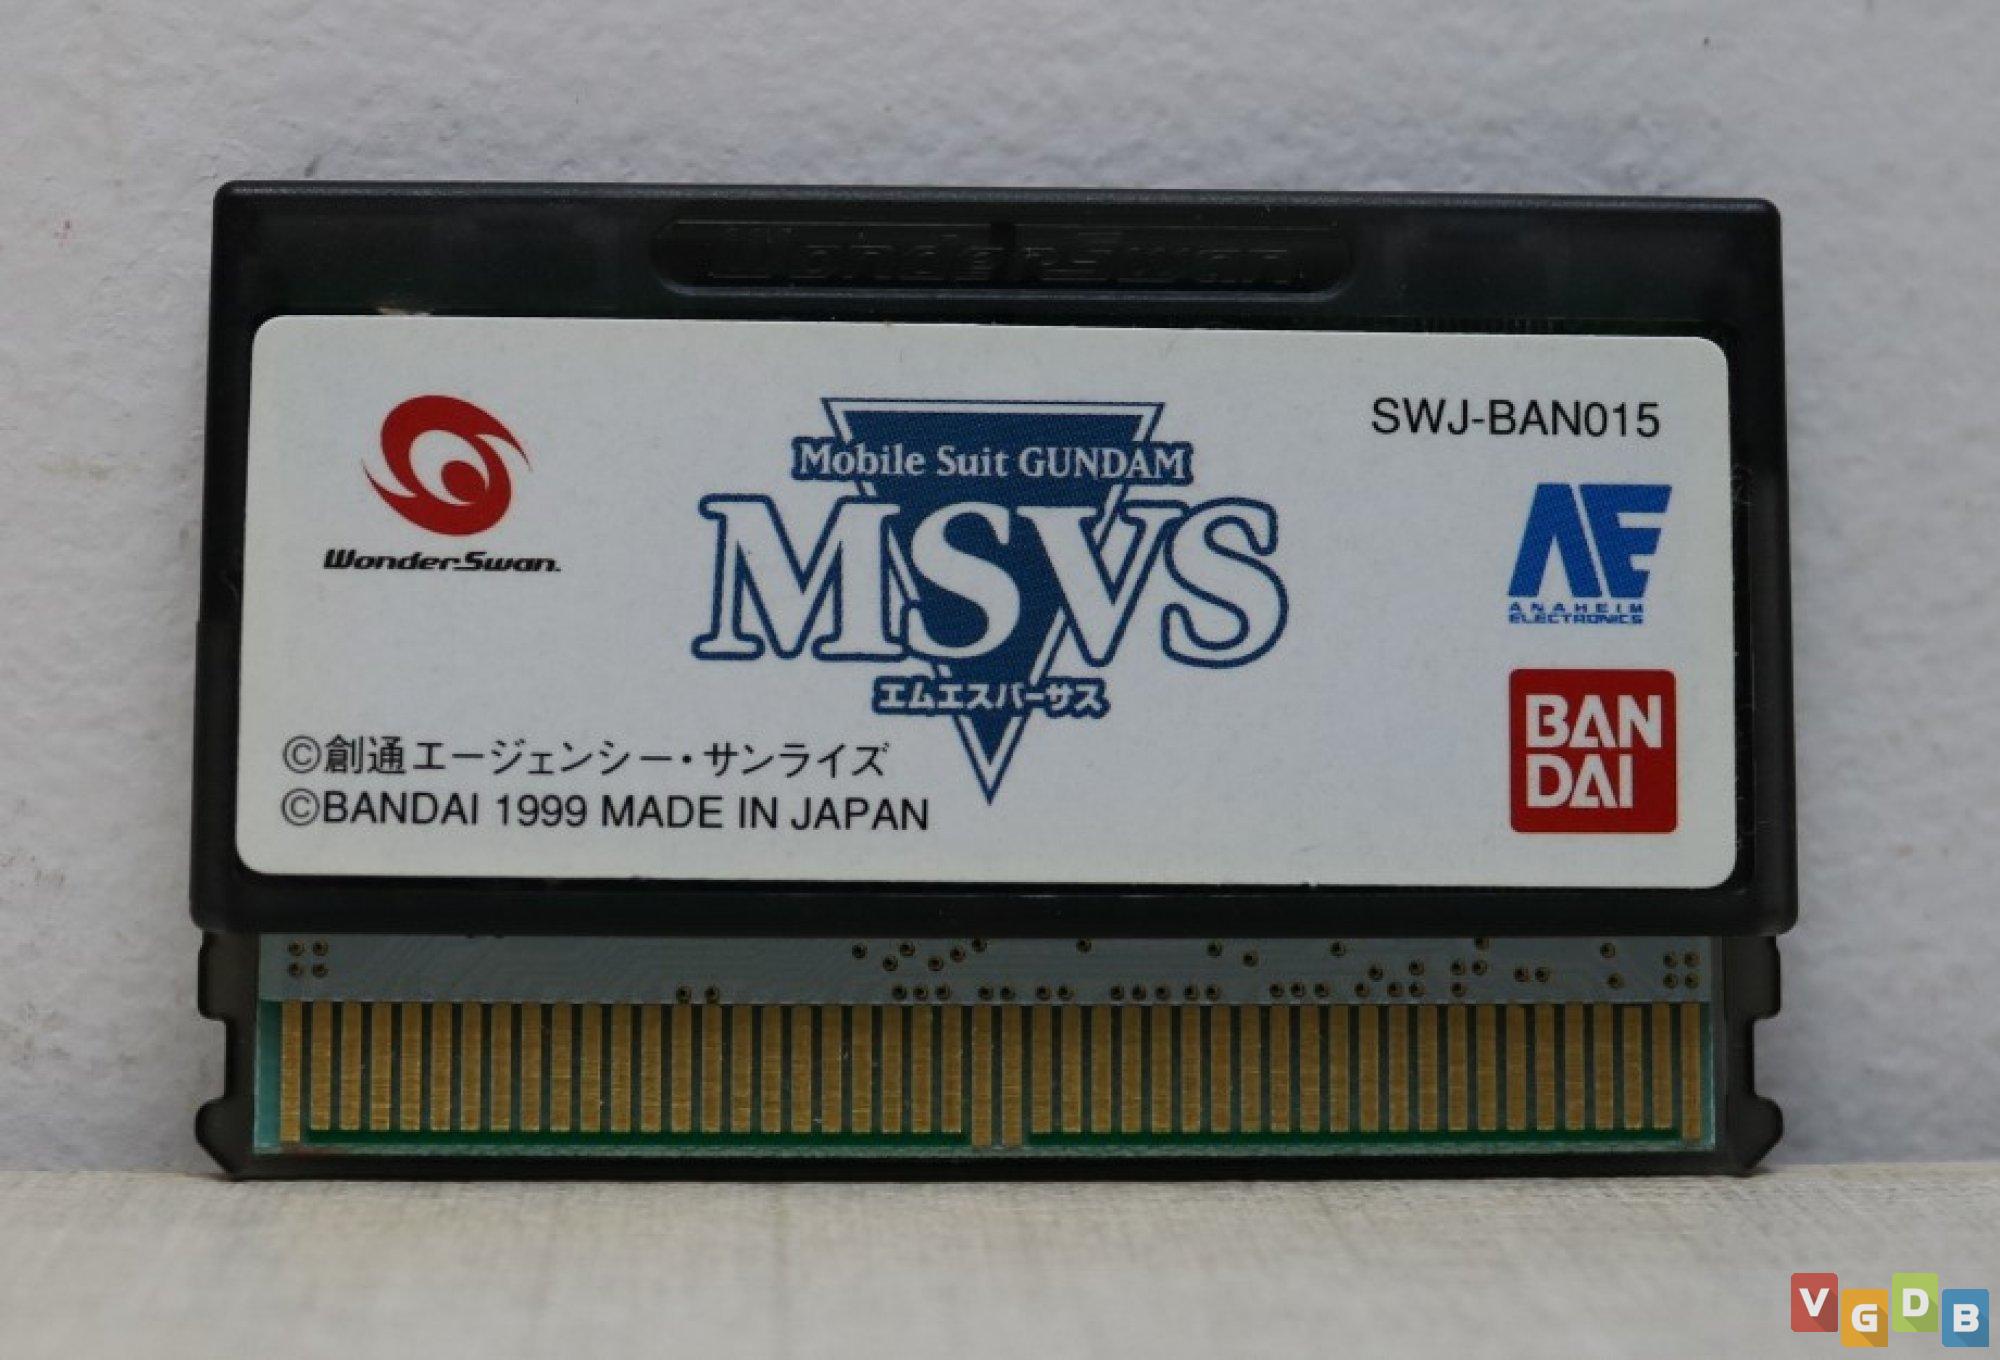 WonderSwan
SWJ-BAN015
WonderSwan.
Mobile Suit GUNDAM
MSVS
エムエスバーサス
AE
ANAHEIM
ELECTRONICS
BAN
DAI
©創通エージェンシー・サンライズ
©BANDAI 1999 MADE IN JAPAN
VGDB